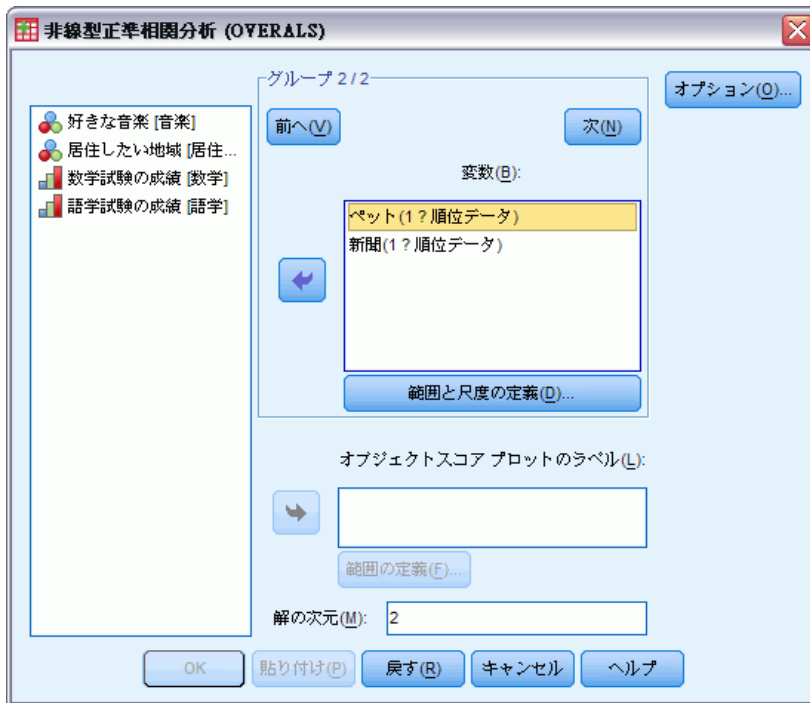 非線型正準相関分析 (OVERALS)
グループ 2 / 2
オプション(O)...
好きな音楽 [音楽]
居住したい地域 [居住...
数学試験の成績 [数学]
語学試験の成績 [語学]
前へ(V)
次(N)
変数(B):
ペット(1 ? 順位データ)
新聞(1 ? 順位データ)
範囲と尺度の定義(D)...
オブジェクトスコア プロットのラベル(L):
範囲の定義(F)...
解の次元(M):
2
OK
貼り付け(P)
戻す(R)
キャンセル
ヘルプ